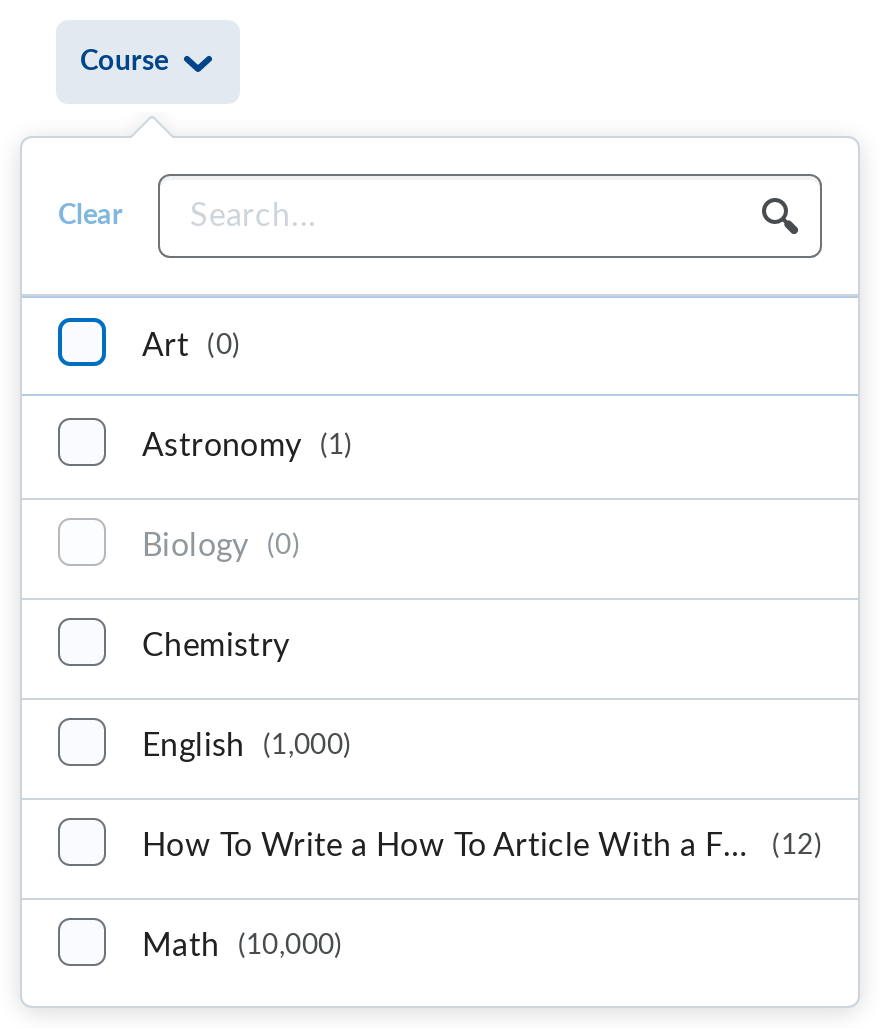 Course
Clear
Search...
Art (0)
Astronomy (1)
Biology (0)
Chemistry
English (1,000)
How To Write a How To Article With a F... (12)
Math (10,000)